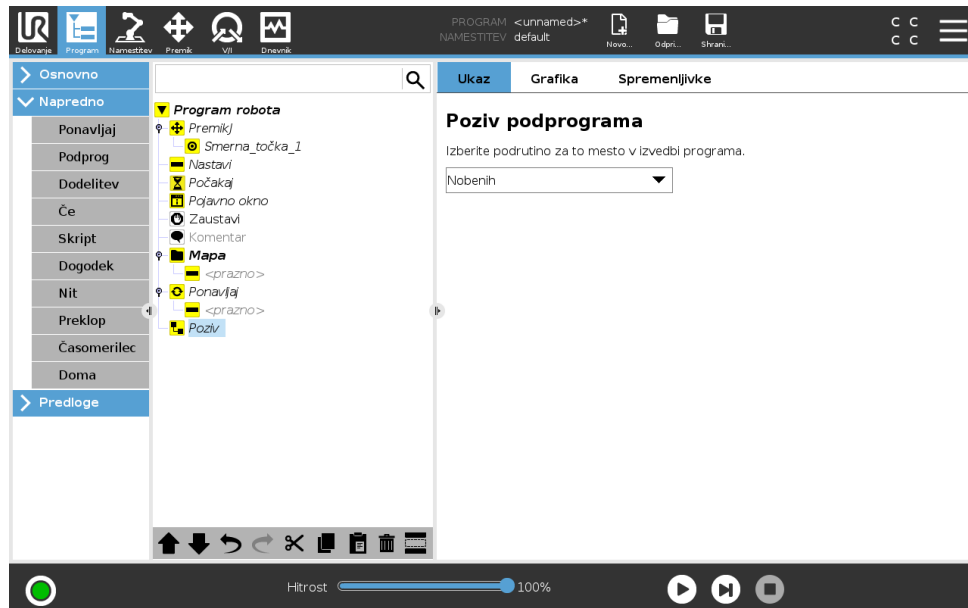 PROGRAM <unnamed>*
NAMESTITEV default
Delovanje Program Namestitev Premik V/I Dnevnik
Novo... Odpri... Shrani...
C C
C C
Osnovno
Napredno
Ponavljaj
Podprog
Dodelitev
Če
Skript
Dogodek
Nit
Preklop
Časomerilec
Doma
Predloge
Program robota
PremikJ
Smerna_točka_1
Nastavi
Počakaj
Pojavno okno
Zaustavi
Komentar
Mapa
<prazno>
Ponavljaj
<prazno>
Poziv
Ukaz Grafika Spremenljivke
Poziv podprograma
Izberite podrutino za to mesto v izvedbi programa.
Nobenih
Hitrost 100%